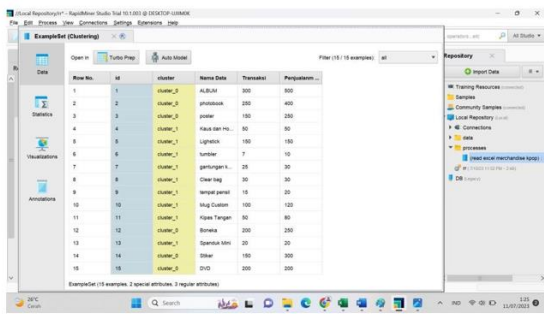 //Local Repository/rr* - RapidMiner Studio Trial 10.1.003 @ DESKTOP-UJIIM0K
File Edit Process View Connections Settings Extensions Help
ExampleSet (Clustering)
All Studio
Open in Turbo Prep Auto Model Filter (15 / 15 examples): all
Data
Statistics
Visualizations
Annotations
Row No. id cluster Name Data Transaksi Penjualanm ...
1 1 cluster_0 ALBUM 300 500
2 2 cluster_0 photobook 250 400
3 3 cluster_0 poster 150 250
4 4 cluster_1 Kaus dan Ho... 50 50
5 5 cluster_1 Lighstick 150 150
6 6 cluster_1 tumbler 7 10
7 7 cluster_1 gantungan k... 25 30
8 8 cluster_1 Clear bag 30 30
9 9 cluster_1 tempat pensil 15 20
10 10 cluster_1 Mug Custom 100 120
11 11 cluster_1 Kipas Tangan 50 80
12 12 cluster_0 Boneka 200 250
13 13 cluster_1 Spanduk Mini 20 20
14 14 cluster_0 Stiker 150 300
15 15 cluster_0 DVD 200 200
ExampleSet (15 examples, 2 special attributes, 3 regular attributes)
Repository
Import Data
Training Resources (connected)
Samples
Community Samples (connected)
Local Repository (Local)
Connections
data
processes
(read excel merchandise kpop)
DB (Legacy)
26°C
Cerah
Search
IND
1:35
11/07/2023